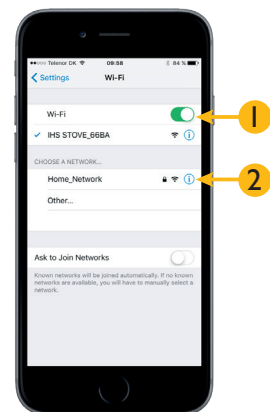 Telenor DK 09:58 84 %
Settings Wi-Fi
Wi-Fi
1
IHS STOVE_66BA
CHOOSE A NETWORK...
Home_Network
2
Other...
Ask to Join Networks
Known networks will be joined automatically. If no known
networks are available, you will have to manually select a
network.